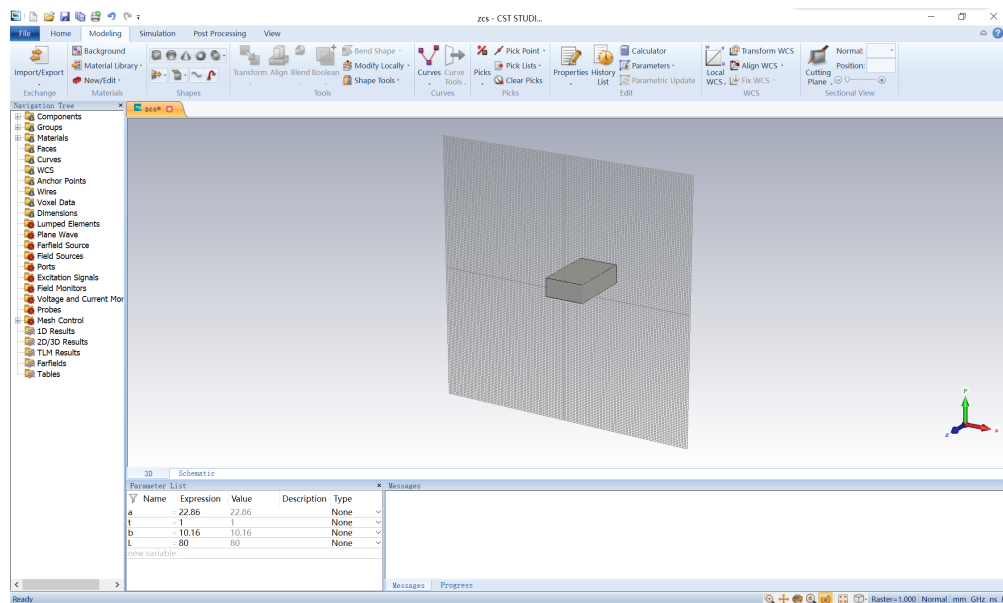 zcs - CST STUDI...
File Home Modeling Simulation Post Processing View
Import/Export
Background
Material Library
New/Edit
Transform Align Blend Boolean
Bend Shape
Modify Locally
Shape Tools
Curves Curve Tools
Picks
Pick Point
Pick Lists
Clear Picks
Properties History List
Calculator
Parameters
Parametric Update
Local WCS
Transform WCS
Align WCS
Fix WCS
Cutting Plane
Normal:
Position:
Exchange Materials Shapes Tools Curves Picks Edit WCS Sectional View
Navigation Tree ×
zcs*
Components
Groups
Materials
Faces
Curves
WCS
Anchor Points
Wires
Voxel Data
Dimensions
Lumped Elements
Plane Wave
Farfield Source
Field Sources
Ports
Excitation Signals
Field Monitors
Voltage and Current Mor
Probes
Mesh Control
1D Results
2D/3D Results
TLM Results
Farfields
Tables
y
x
z
3D Schematic
Parameter List ×
Name Expression Value Description Type
a = 22.86 22.86 None
t = 1 1 None
b = 10.16 10.16 None
L = 80 80 None
new variable
Messages
Messages Progress
Ready
Raster=1.000 Normal mm GHz ns